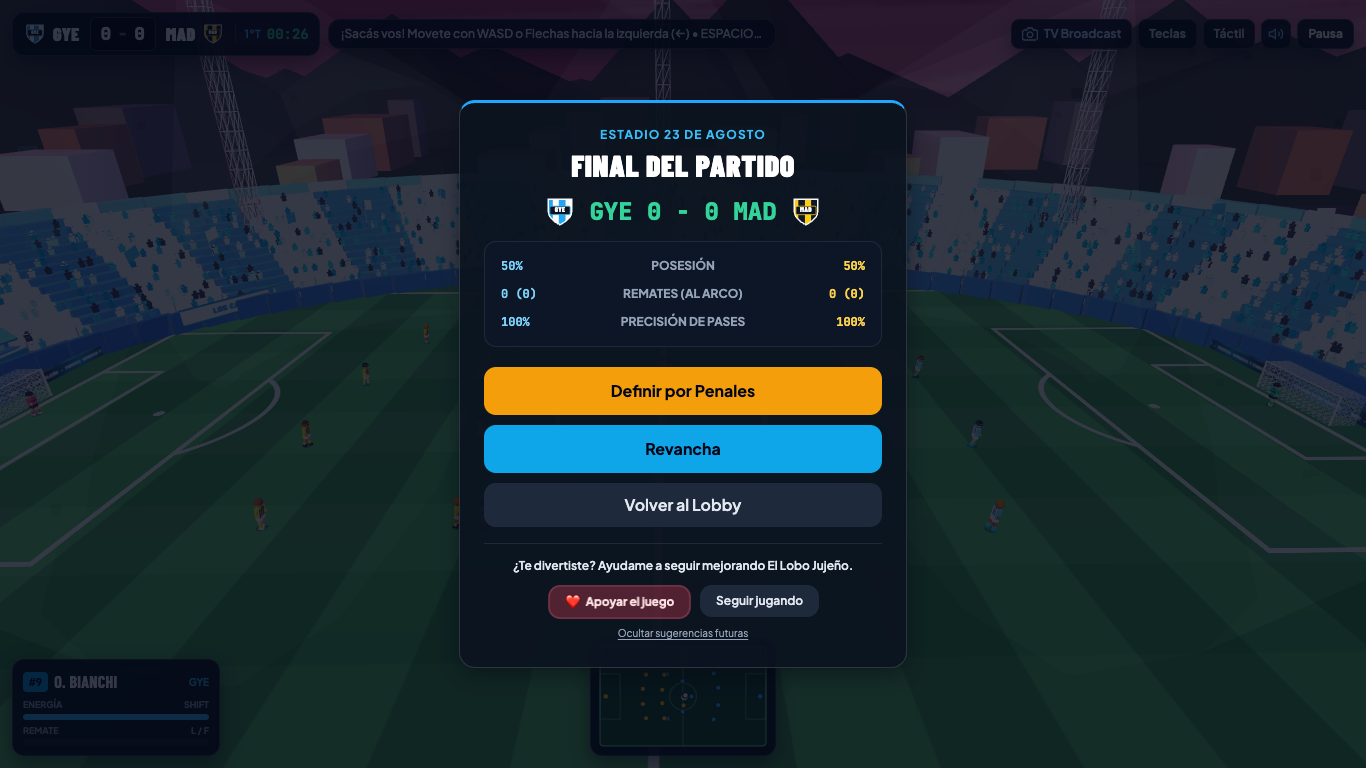 GYE 0 - 0 MAD 1ºT 00:26
¡Sacás vos! Movete con WASD o Flechas hacia la izquierda (←) • ESPACIO...
TV Broadcast
Teclas
Táctil
Pausa
ESTADIO 23 DE AGOSTO
FINAL DEL PARTIDO
GYE GYE 0 - 0 MAD MAD
50% POSESIÓN 50%
0 (0) REMATES (AL ARCO) 0 (0)
100% PRECISIÓN DE PASES 100%
Definir por Penales
Revancha
Volver al Lobby
¿Te divertiste? Ayudame a seguir mejorando El Lobo Jujeño.
❤️ Apoyar el juego
Seguir jugando
Ocultar sugerencias futuras
#9 O. BIANCHI GYE
ENERGÍA SHIFT
REMATE L / F